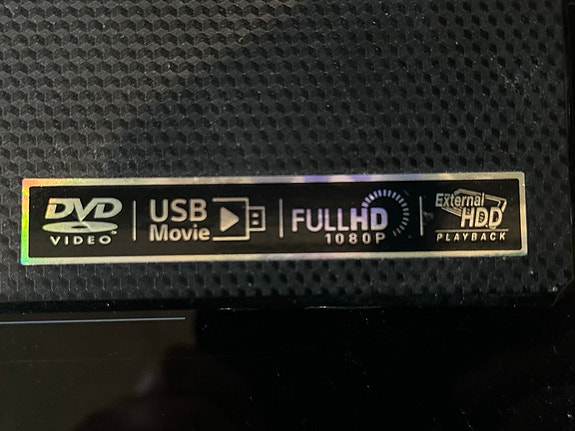 DVD
VIDEO
USB
Movie
FULLHD
1080P
External
HDD
PLAYBACK